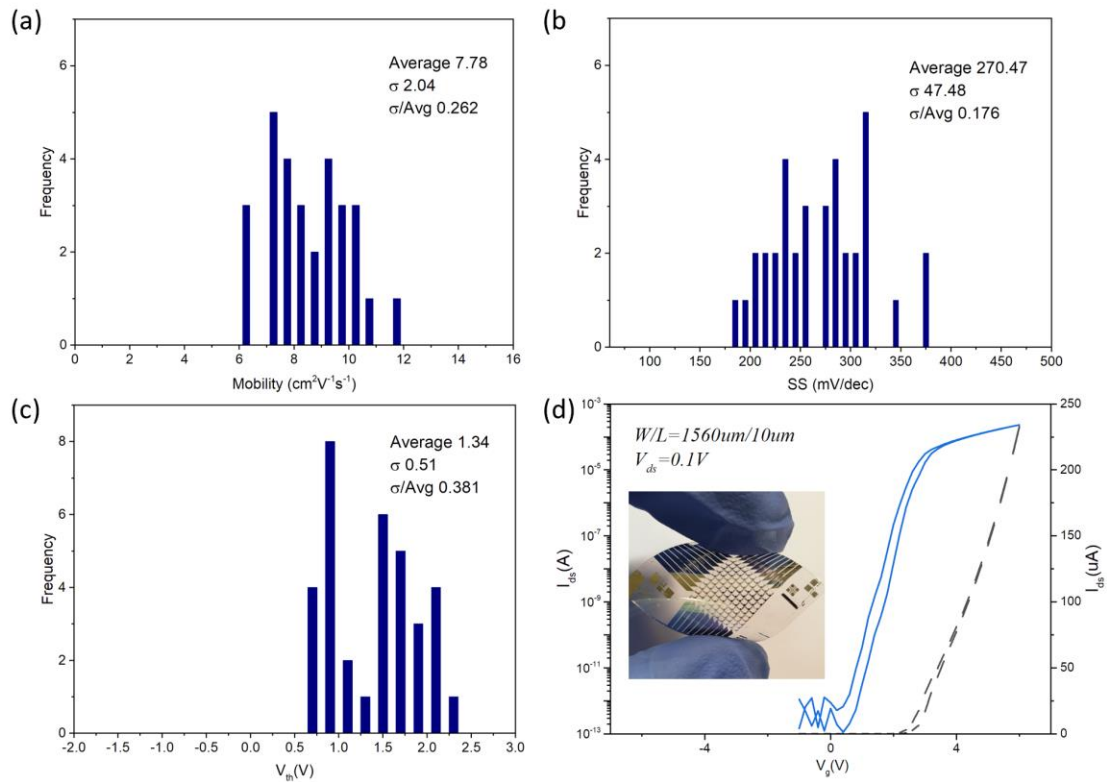 (a)
6
4
2
0
Frequency
Average 7.78
σ 2.04
σ/Avg 0.262
0 2 4 6 8 10 12 14 16
Mobility (cm²V⁻¹s⁻¹)
(b)
6
4
2
0
Frequency
Average 270.47
σ 47.48
σ/Avg 0.176
100 150 200 250 300 350 400 450 500
SS (mV/dec)
(c)
8
6
4
2
0
Frequency
Average 1.34
σ 0.51
σ/Avg 0.381
-2.0 -1.5 -1.0 -0.5 0.0 0.5 1.0 1.5 2.0 2.5 3.0
V_th(V)
(d)
10⁻³
10⁻⁵
10⁻⁷
10⁻⁹
10⁻¹¹
10⁻¹³
I_ds(A)
W/L=1560um/10um
V_ds=0.1V
250
200
150
100
50
0
I_ds(uA)
-4 0 4
V_g(V)